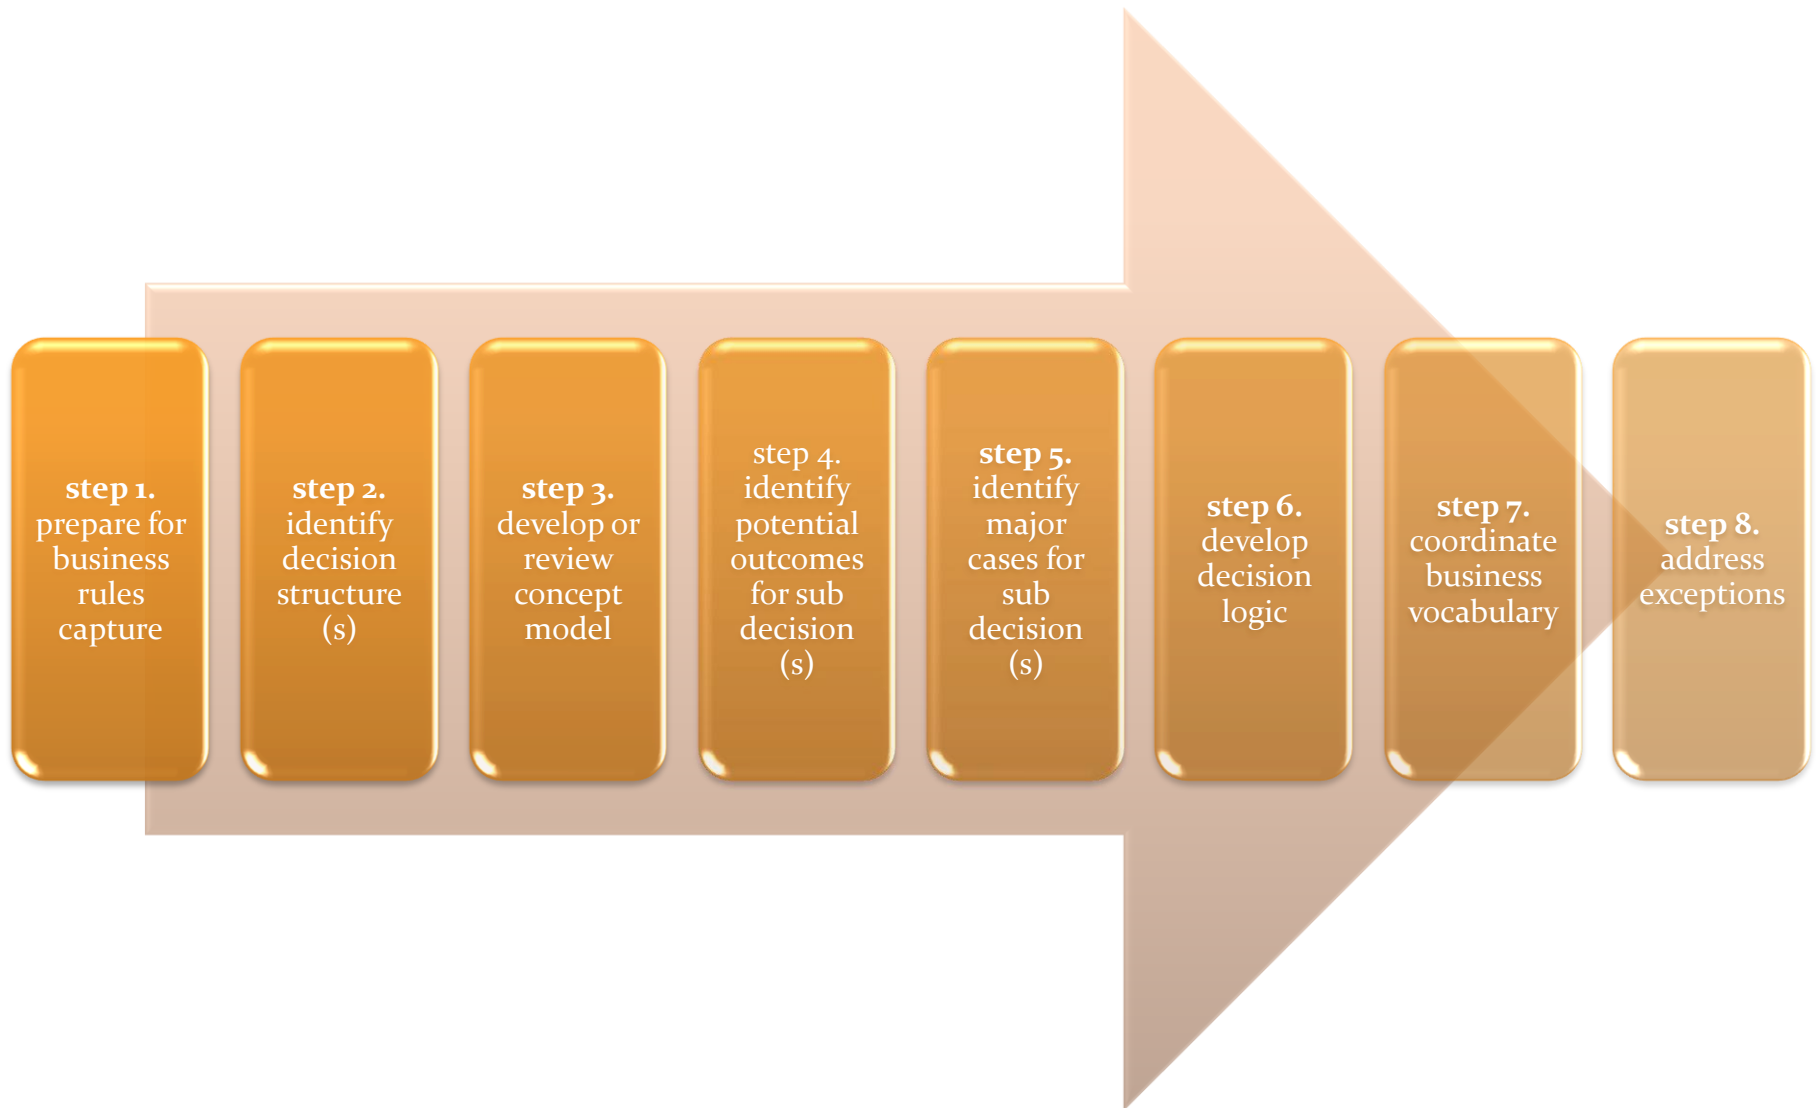 step 1.
prepare for
business
rules
capture
step 2.
identify
decision
structure
(s)
step 3.
develop or
review
concept
model
step 4.
identify
potential
outcomes
for sub
decision
(s)
step 5.
identify
major
cases for
sub
decision
(s)
step 6.
develop
decision
logic
step 7.
coordinate
business
vocabulary
step 8.
address
exceptions